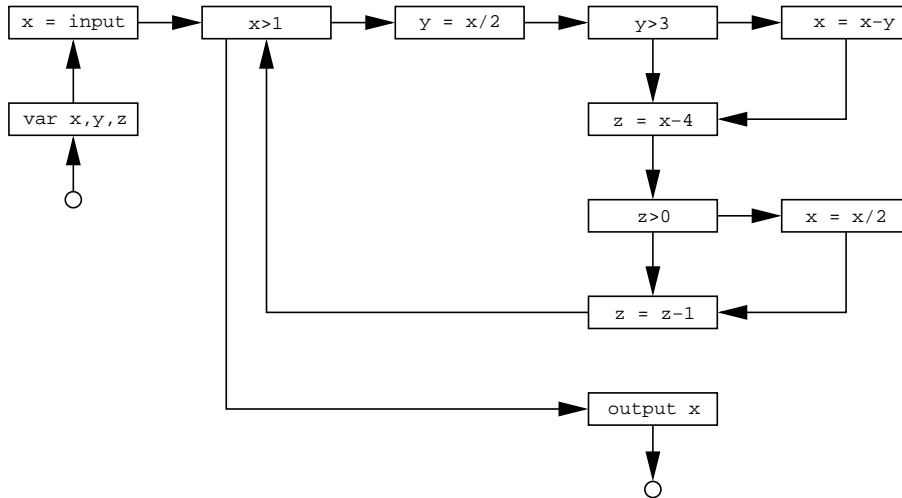 x = input
x>1
y = x/2
y>3
x = x−y
var x,y,z
z = x−4
z>0
x = x/2
z = z−1
output x